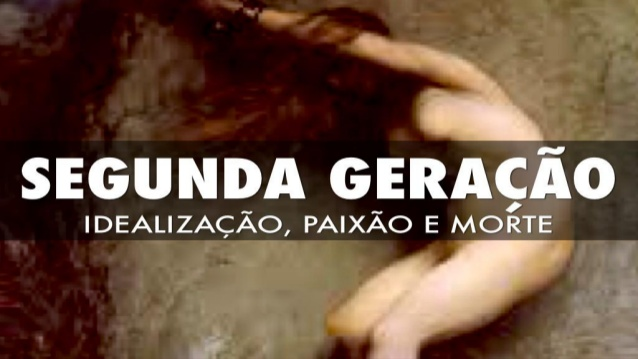 SEGUNDA GERAÇÃO
IDEALIZAÇÃO, PAIXÃO E MORTE